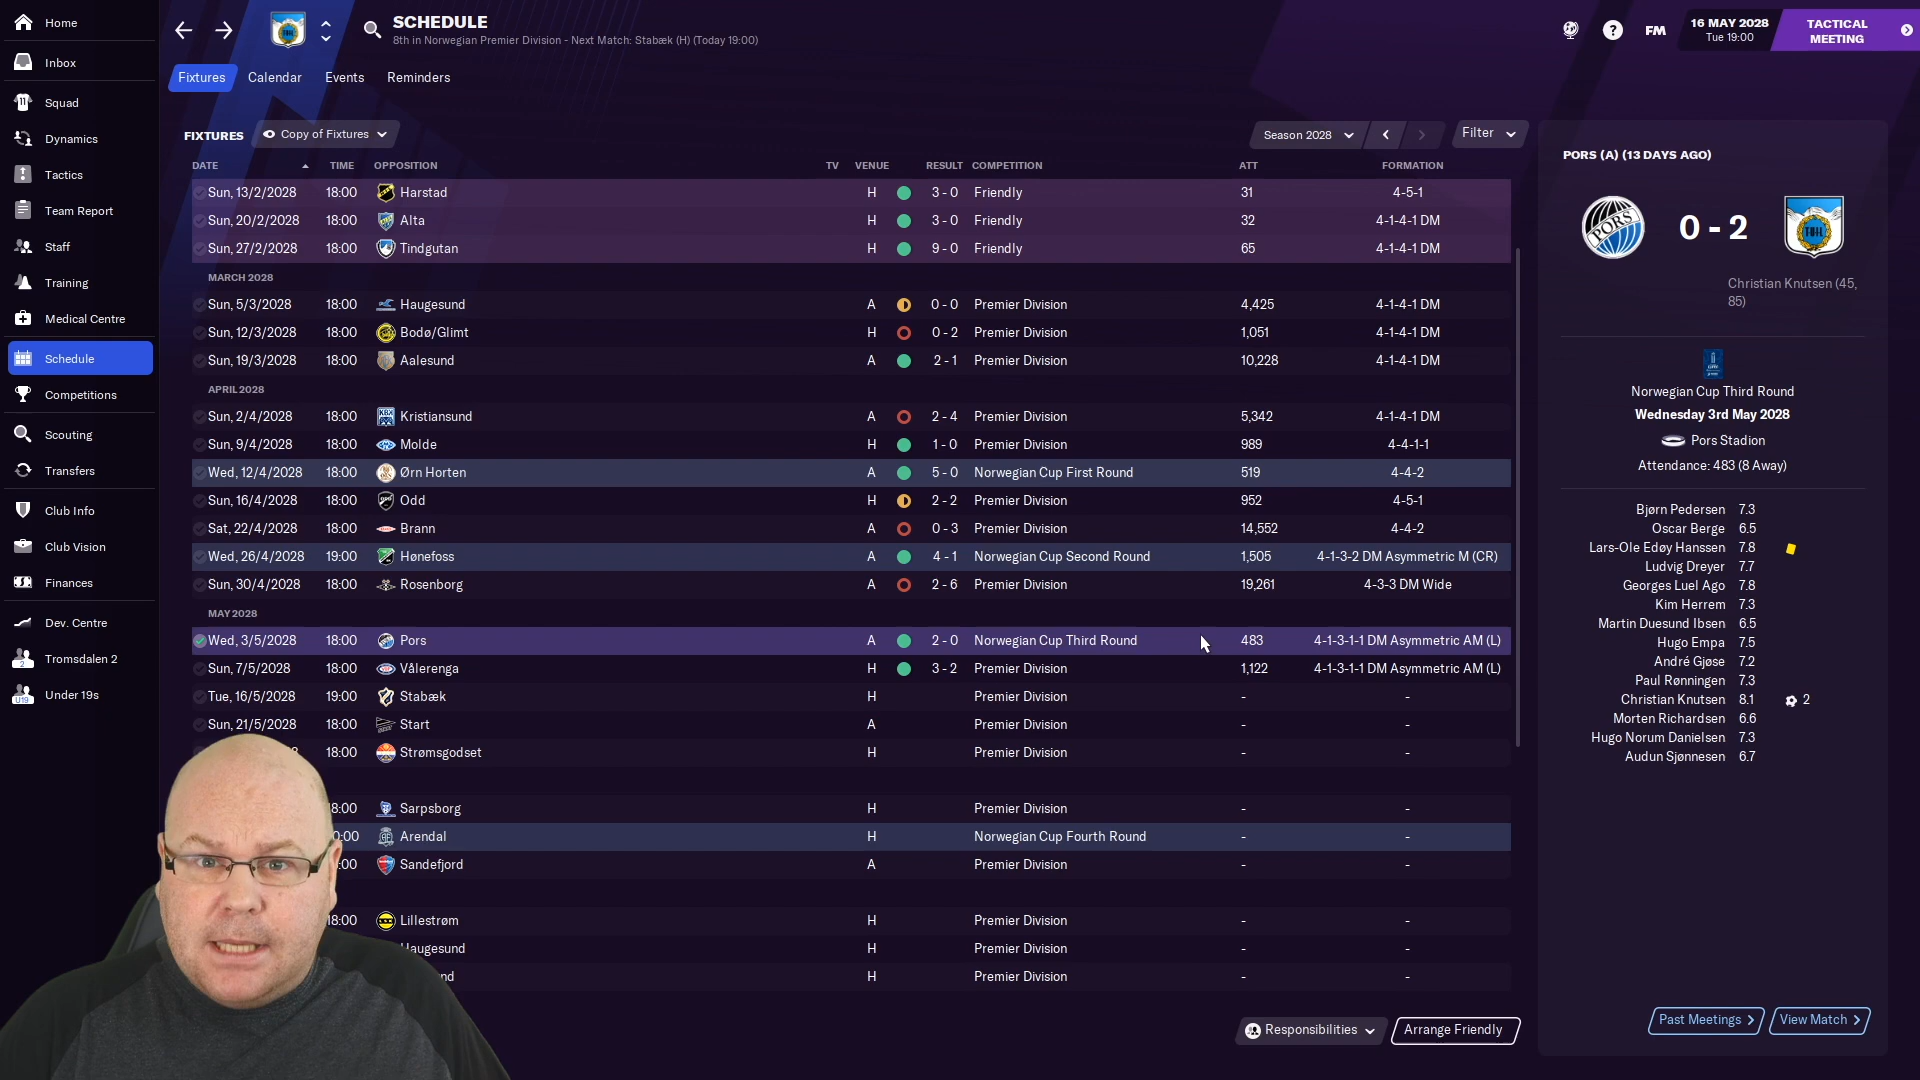 Home
Inbox
Squad
Dynamics
Tactics
Team Report
Staff
Training
Medical Centre
Schedule
Competitions
Scouting
Transfers
Club Info
Club Vision
Finances
Dev. Centre
Tromsdalen 2
Under 19s
SCHEDULE
8th in Norwegian Premier Division - Next Match: Stabæk (H) (Today 19:00)
FM
16 MAY 2028
Tue 19:00
TACTICAL
MEETING
Fixtures Calendar Events Reminders
FIXTURES Copy of Fixtures Season 2028 Filter
DATE TIME OPPOSITION TV VENUE RESULT COMPETITION ATT FORMATION
Sun, 13/2/2028 18:00 Harstad H 3 - 0 Friendly 31 4-5-1
Sun, 20/2/2028 18:00 Alta H 3 - 0 Friendly 32 4-1-4-1 DM
Sun, 27/2/2028 18:00 Tindgutan H 9 - 0 Friendly 65 4-1-4-1 DM
MARCH 2028
Sun, 5/3/2028 18:00 Haugesund A 0 - 0 Premier Division 4,425 4-1-4-1 DM
Sun, 12/3/2028 18:00 Bodø/Glimt H 0 - 2 Premier Division 1,051 4-1-4-1 DM
Sun, 19/3/2028 18:00 Aalesund A 2 - 1 Premier Division 10,228 4-1-4-1 DM
APRIL 2028
Sun, 2/4/2028 18:00 Kristiansund A 2 - 4 Premier Division 5,342 4-1-4-1 DM
Sun, 9/4/2028 18:00 Molde H 1 - 0 Premier Division 989 4-4-1-1
Wed, 12/4/2028 18:00 Ørn Horten A 5 - 0 Norwegian Cup First Round 519 4-4-2
Sun, 16/4/2028 18:00 Odd H 2 - 2 Premier Division 952 4-5-1
Sat, 22/4/2028 18:00 Brann A 0 - 3 Premier Division 14,552 4-4-2
Wed, 26/4/2028 19:00 Hønefoss A 4 - 1 Norwegian Cup Second Round 1,505 4-1-3-2 DM Asymmetric M (CR)
Sun, 30/4/2028 18:00 Rosenborg A 2 - 6 Premier Division 19,261 4-3-3 DM Wide
MAY 2028
Wed, 3/5/2028 18:00 Pors A 2 - 0 Norwegian Cup Third Round 483 4-1-3-1-1 DM Asymmetric AM (L)
Sun, 7/5/2028 18:00 Vålerenga H 3 - 2 Premier Division 1,122 4-1-3-1-1 DM Asymmetric AM (L)
Tue, 16/5/2028 19:00 Stabæk H Premier Division - -
Sun, 21/5/2028 18:00 Start A Premier Division - -
18:00 Strømsgodset H Premier Division - -
18:00 Sarpsborg H Premier Division - -
Arendal H Norwegian Cup Fourth Round - -
Sandefjord A Premier Division - -
18:00 Lillestrøm H Premier Division - -
Haugesund H Premier Division - -
H Premier Division - -
Responsibilities Arrange Friendly
PORS (A) (13 DAYS AGO)
PORS 0 - 2 TUIL
Christian Knutsen (45,
85)
Norwegian Cup Third Round
Wednesday 3rd May 2028
Pors Stadion
Attendance: 483 (8 Away)
Bjørn Pedersen 7.3
Oscar Berge 6.5
Lars-Ole Edøy Hanssen 7.8
Ludvig Dreyer 7.7
Georges Luel Ago 7.8
Kim Herrem 7.3
Martin Duesund Ibsen 6.5
Hugo Empa 7.5
André Gjøse 7.2
Paul Rønningen 7.3
Christian Knutsen 8.1 2
Morten Richardsen 6.6
Hugo Norum Danielsen 7.3
Audun Sjønnesen 6.7
Past Meetings View Match